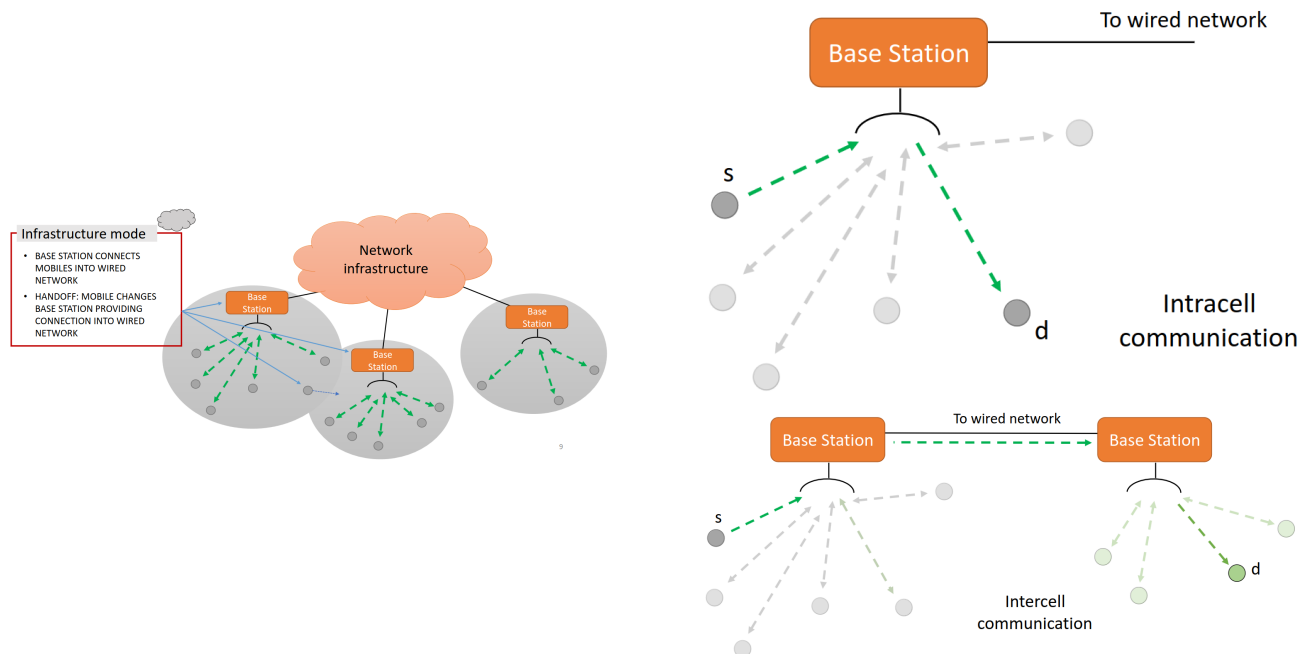 Infrastructure mode
• BASE STATION CONNECTS
MOBILES INTO WIRED
NETWORK
• HANDOFF: MOBILE CHANGES
BASE STATION PROVIDING
CONNECTION INTO WIRED
NETWORK
Network
infrastructure
Base
Station
Base
Station
Base
Station
9
To wired network
Base Station
s
d
Intracell
communication
To wired network
Base Station
Base Station
s
d
Intercell
communication